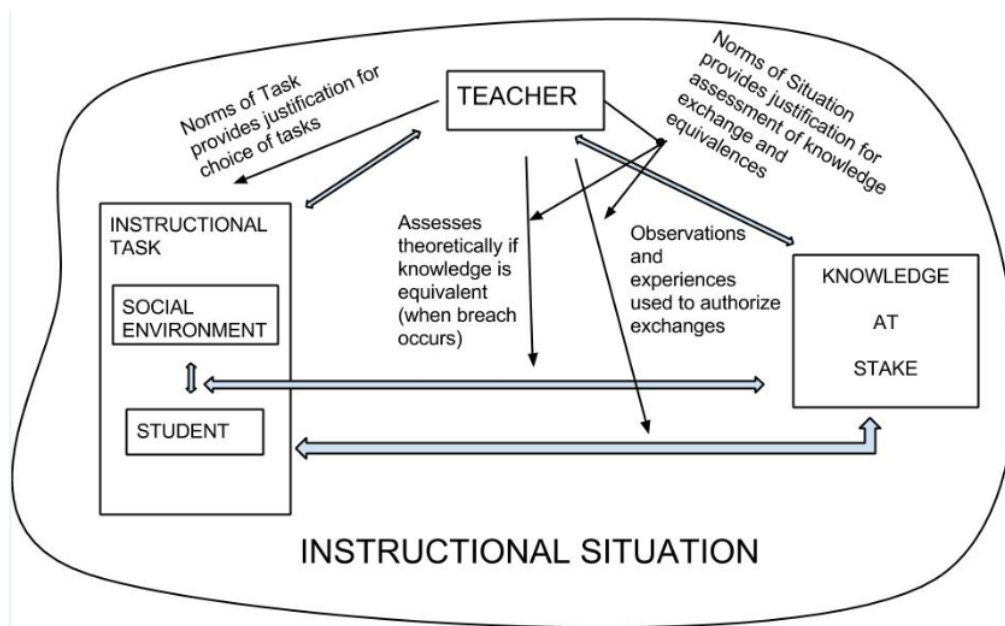 Norms of Task
provides justification for
choice of tasks
TEACHER
Norms of Situation
provides justification for
assessment of knowledge
exchange and
equivalences
INSTRUCTIONAL
TASK
SOCIAL
ENVIRONMENT
STUDENT
Assesses
theoretically if
knowledge is
equivalent
(when breach
occurs)
Observations
and
experiences
used to authorize
exchanges
KNOWLEDGE
AT
STAKE
INSTRUCTIONAL SITUATION